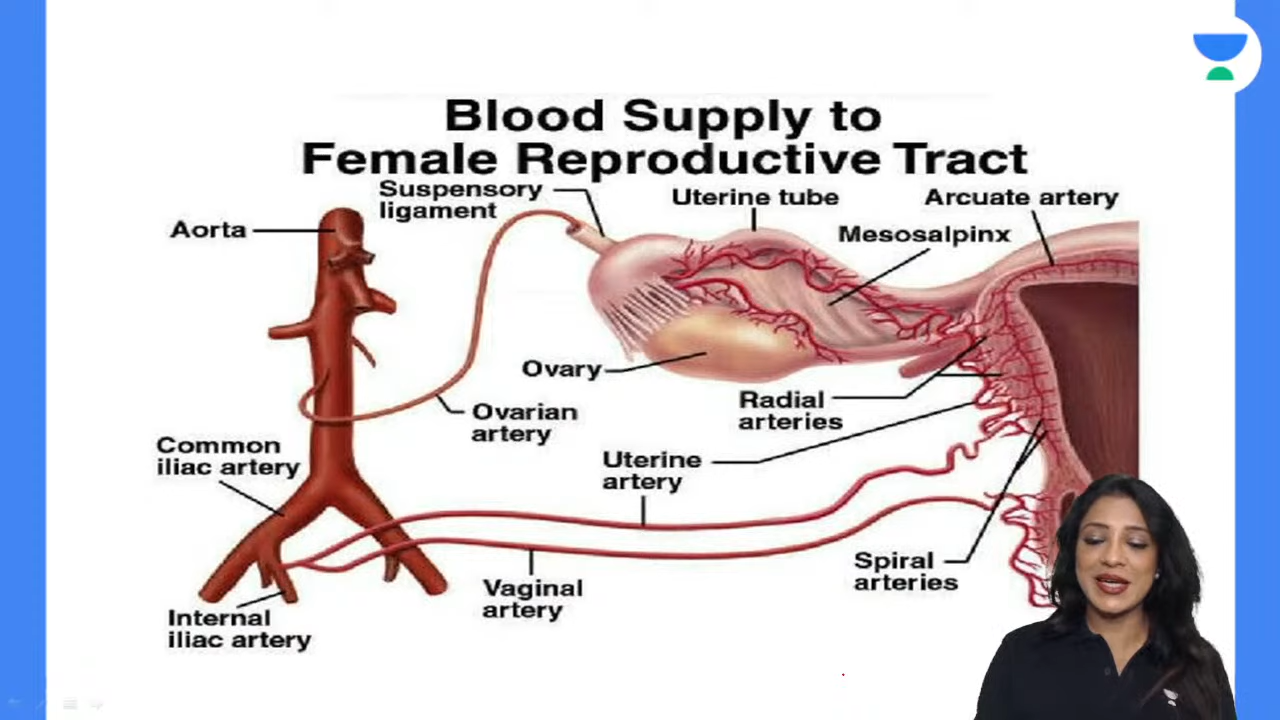 Blood Supply to
Female Reproductive Tract
Suspensory
ligament
Uterine tube
Arcuate artery
Aorta
Mesosalpinx
Ovary
Ovarian
artery
Radial
arteries
Common
iliac artery
Uterine
artery
Spiral
arteries
Vaginal
artery
Internal
iliac artery